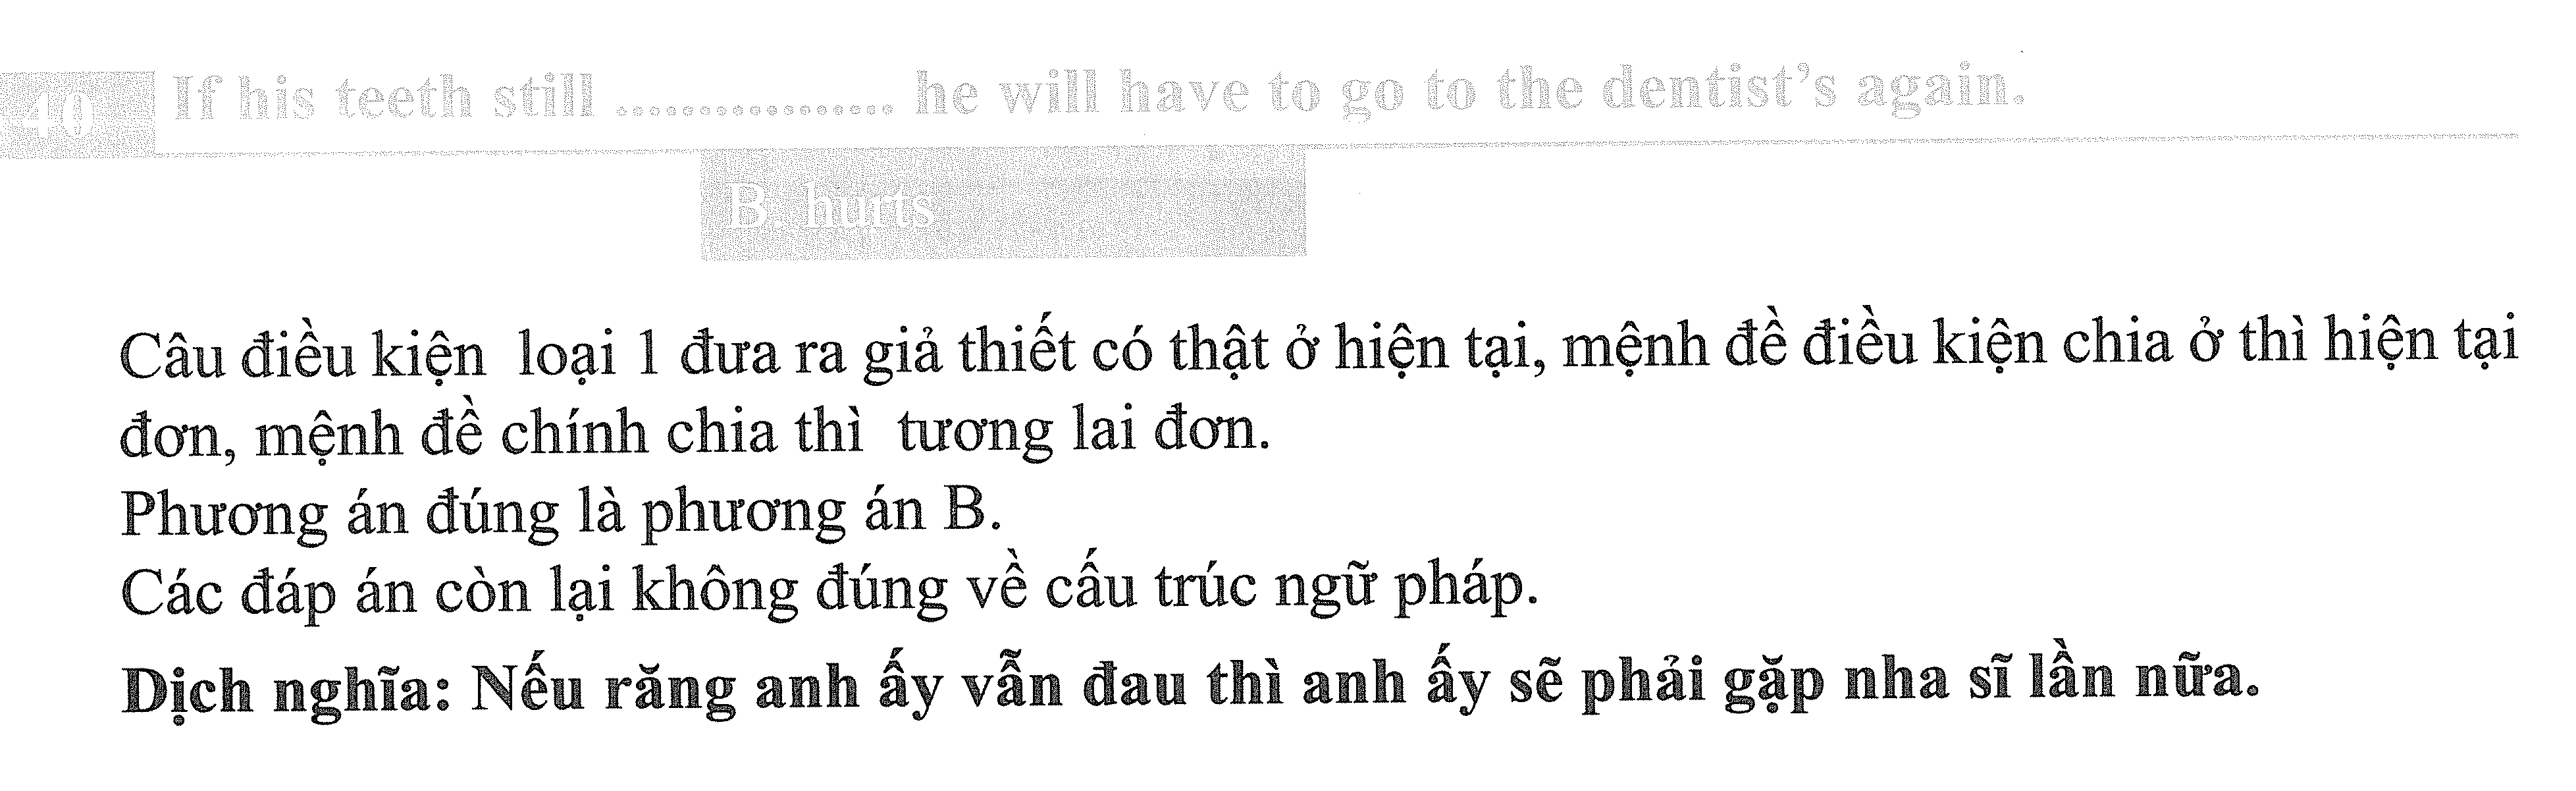 40 If his teeth still ................. he will have to go to the dentist's again.
B. hurts
Câu điều kiện loại 1 đưa ra giả thiết có thật ở hiện tại, mệnh đề điều kiện chia ở thì hiện tại
đơn, mệnh đề chính chia thì tương lai đơn.
Phương án đúng là phương án B.
Các đáp án còn lại không đúng về cấu trúc ngữ pháp.
Dịch nghĩa: Nếu răng anh ấy vẫn đau thì anh ấy sẽ phải gặp nha sĩ lần nữa.